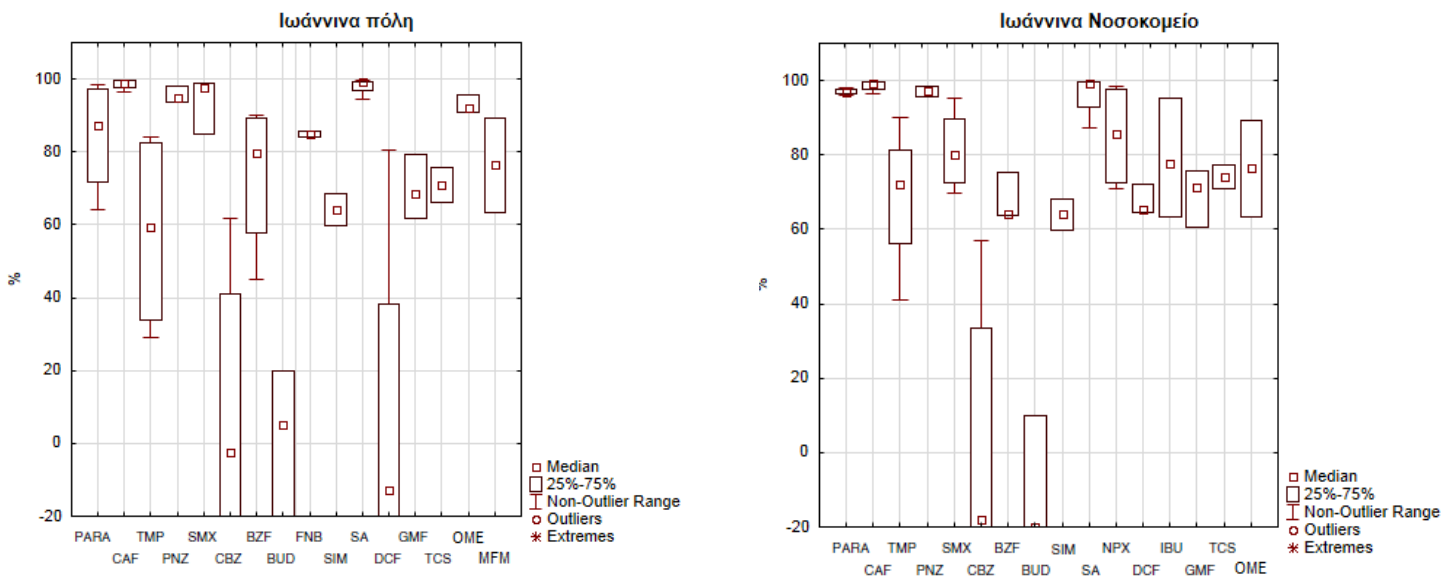 Ιωάννινα πόλη
100
80
60
40
20
0
-20
%
PARA TMP SMX BZF FNB SA GMF OME
CAF PNZ CBZ BUD SIM DCF TCS MFM
Median
25%-75%
Non-Outlier Range
Outliers
Extremes
Ιωάννινα Νοσοκομείο
100
80
60
40
20
0
-20
%
PARA TMP SMX BZF SIM NPX IBU TCS
CAF PNZ CBZ BUD SA DCF GMF OME
Median
25%-75%
Non-Outlier Range
Outliers
Extremes